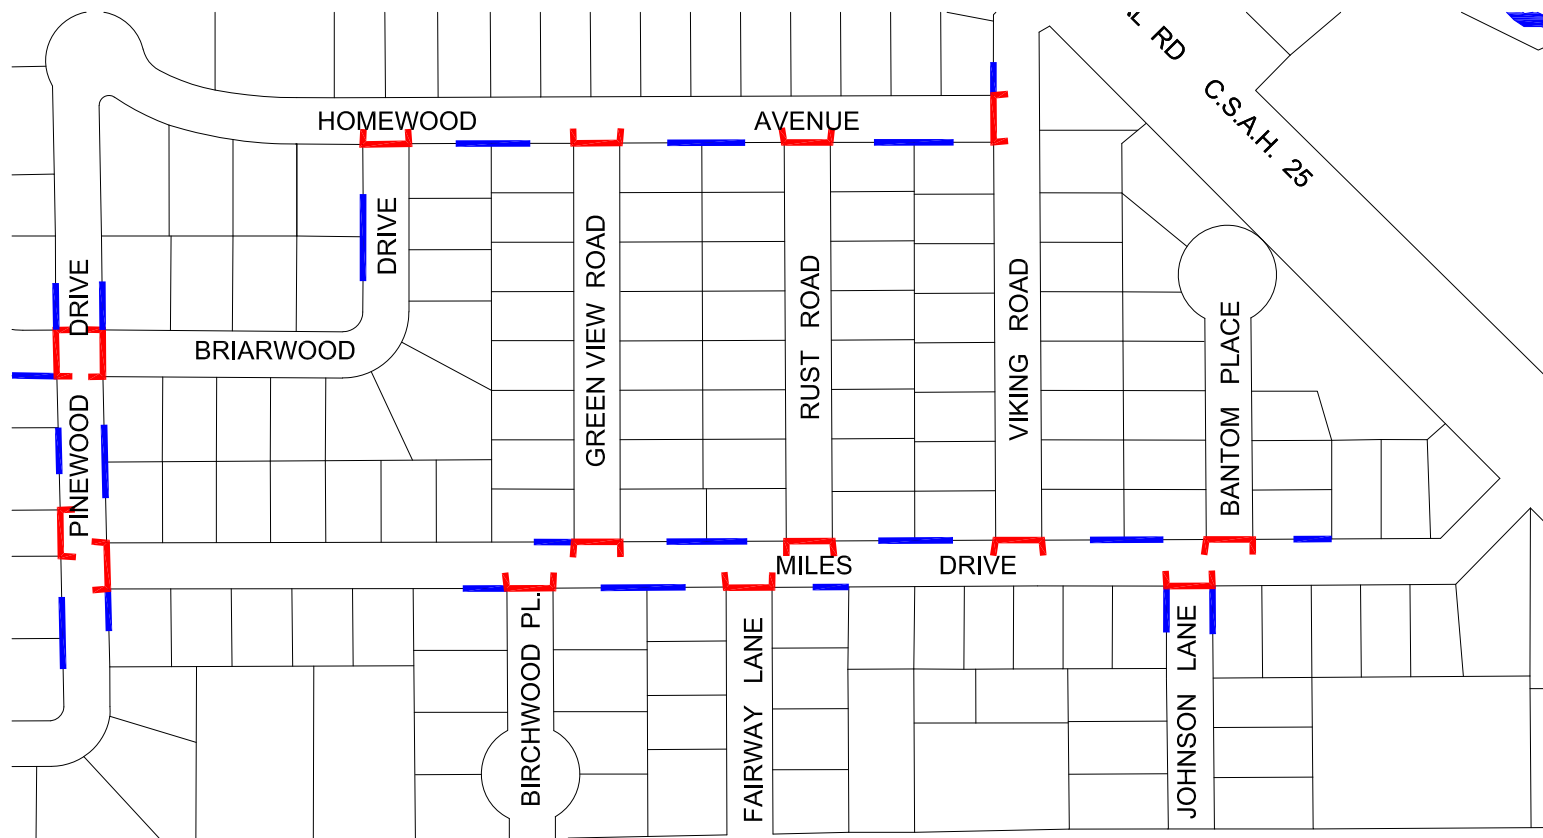 RD C.S.A.H. 25
HOMEWOOD AVENUE
DRIVE
DRIVE
BRIARWOOD
GREEN VIEW ROAD
RUST ROAD
VIKING ROAD
BANTOM PLACE
PINEWOOD
MILES DRIVE
BIRCHWOOD PL.
FAIRWAY LANE
JOHNSON LANE